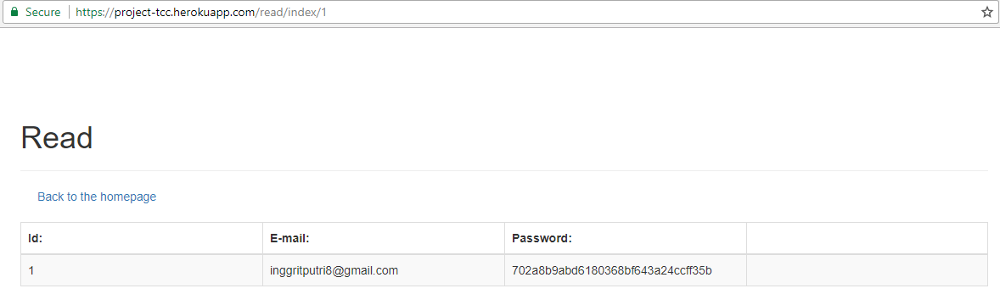 Secure https://project-tcc.herokuapp.com/read/index/1
Read
Back to the homepage
Id: E-mail: Password:
1 inggritputri8@gmail.com 702a8b9abd6180368bf643a24ccff35b